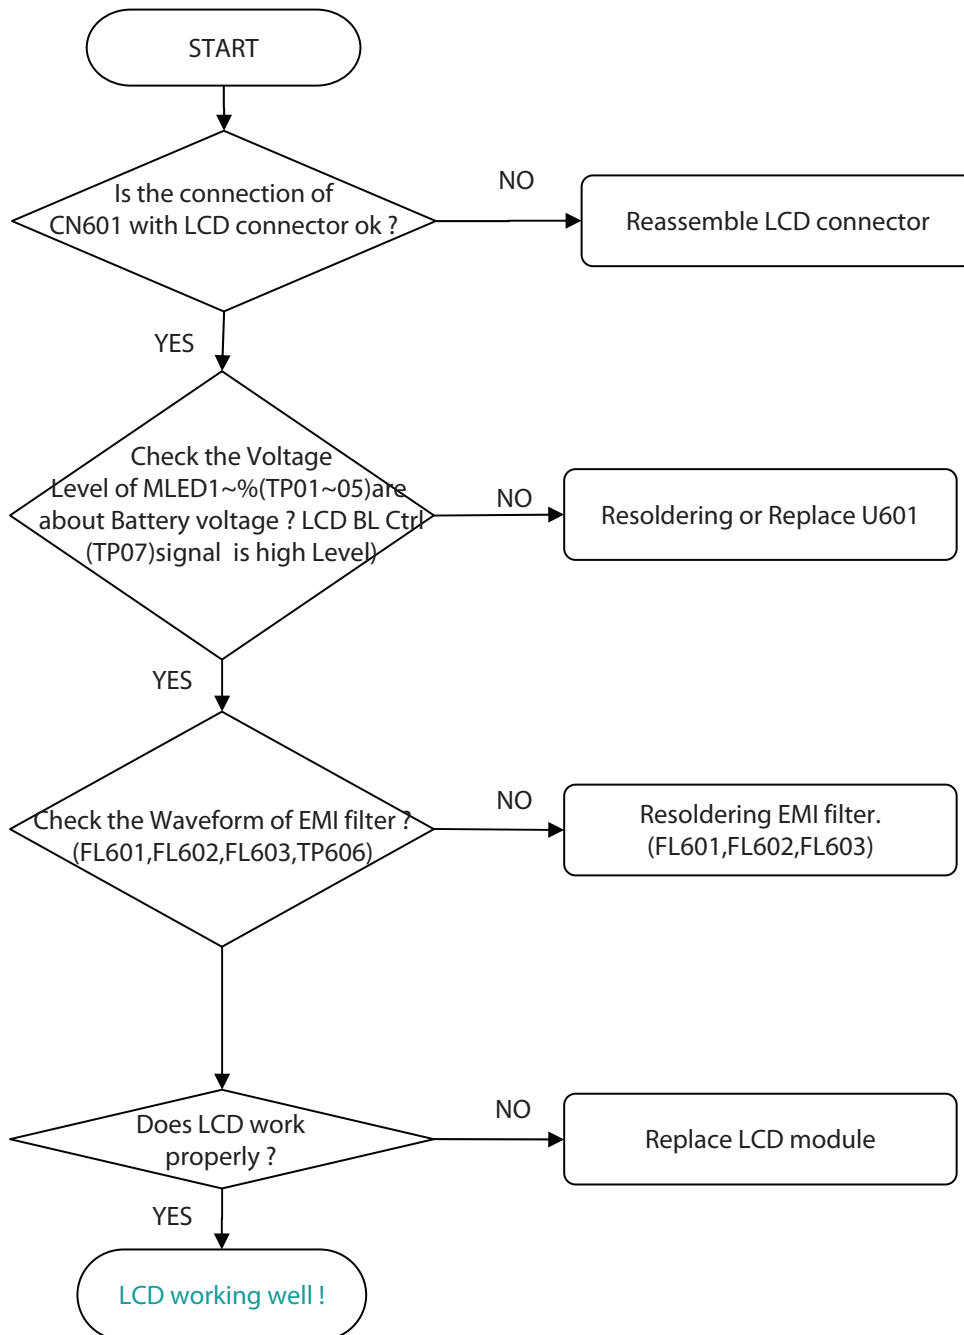 START
Is the connection of
CN601 with LCD connector ok ?
NO
Reassemble LCD connector
YES
Check the Voltage
Level of MLED1~%(TP01~05)are
about Battery voltage ? LCD BL Ctrl
(TP07)signal  is high Level)
NO
Resoldering or Replace U601
YES
Check the Waveform of EMI filter ?
(FL601,FL602,FL603,TP606)
NO
Resoldering EMI filter.
(FL601,FL602,FL603)
Does LCD work
properly ?
NO
Replace LCD module
YES
LCD working well !